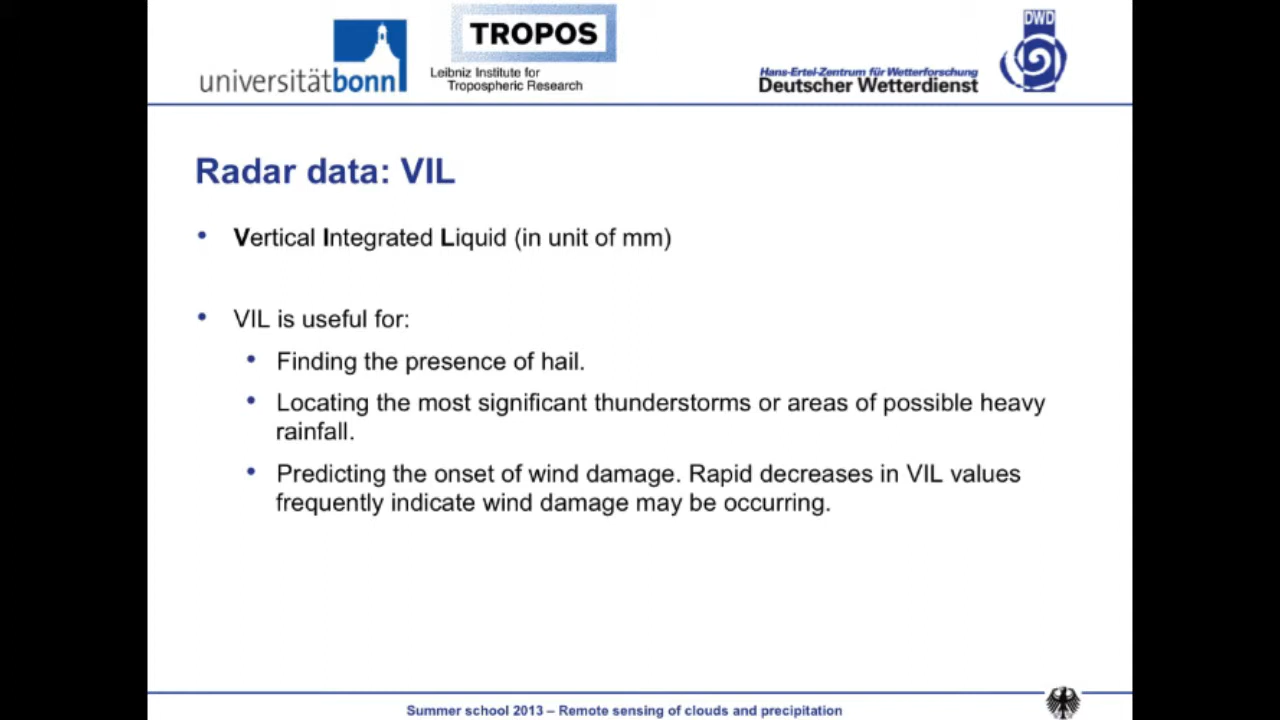 universitätbonn
TROPOS
Leibniz Institute for
Tropospheric Research
Hans-Ertel-Zentrum für Wetterforschung
Deutscher Wetterdienst
DWD
Radar data: VIL
• Vertical Integrated Liquid (in unit of mm)
• VIL is useful for:
• Finding the presence of hail.
• Locating the most significant thunderstorms or areas of possible heavy
rainfall.
• Predicting the onset of wind damage. Rapid decreases in VIL values
frequently indicate wind damage may be occurring.
Summer school 2013 – Remote sensing of clouds and precipitation